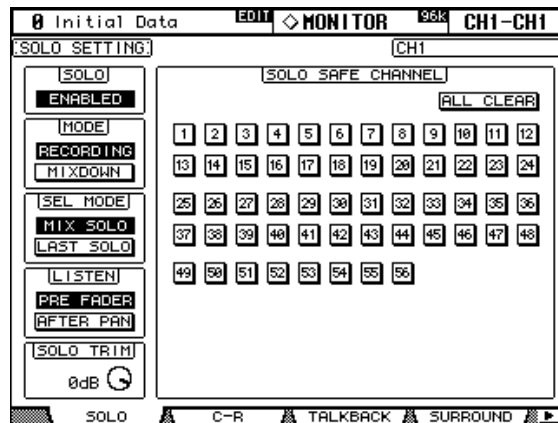 0 Initial Data EDIT ◇MONITOR 96k CH1-CH1
SOLO SETTING CH1
SOLO
ENABLED
MODE
RECORDING
MIXDOWN
SEL MODE
MIX SOLO
LAST SOLO
LISTEN
PRE FADER
AFTER PAN
SOLO TRIM
0dB
SOLO SAFE CHANNEL
ALL CLEAR
1 2 3 4 5 6 7 8 9 10 11 12
13 14 15 16 17 18 19 20 21 22 23 24
25 26 27 28 29 30 31 32 33 34 35 36
37 38 39 40 41 42 43 44 45 46 47 48
49 50 51 52 53 54 55 56
SOLO C-R TALKBACK SURROUND